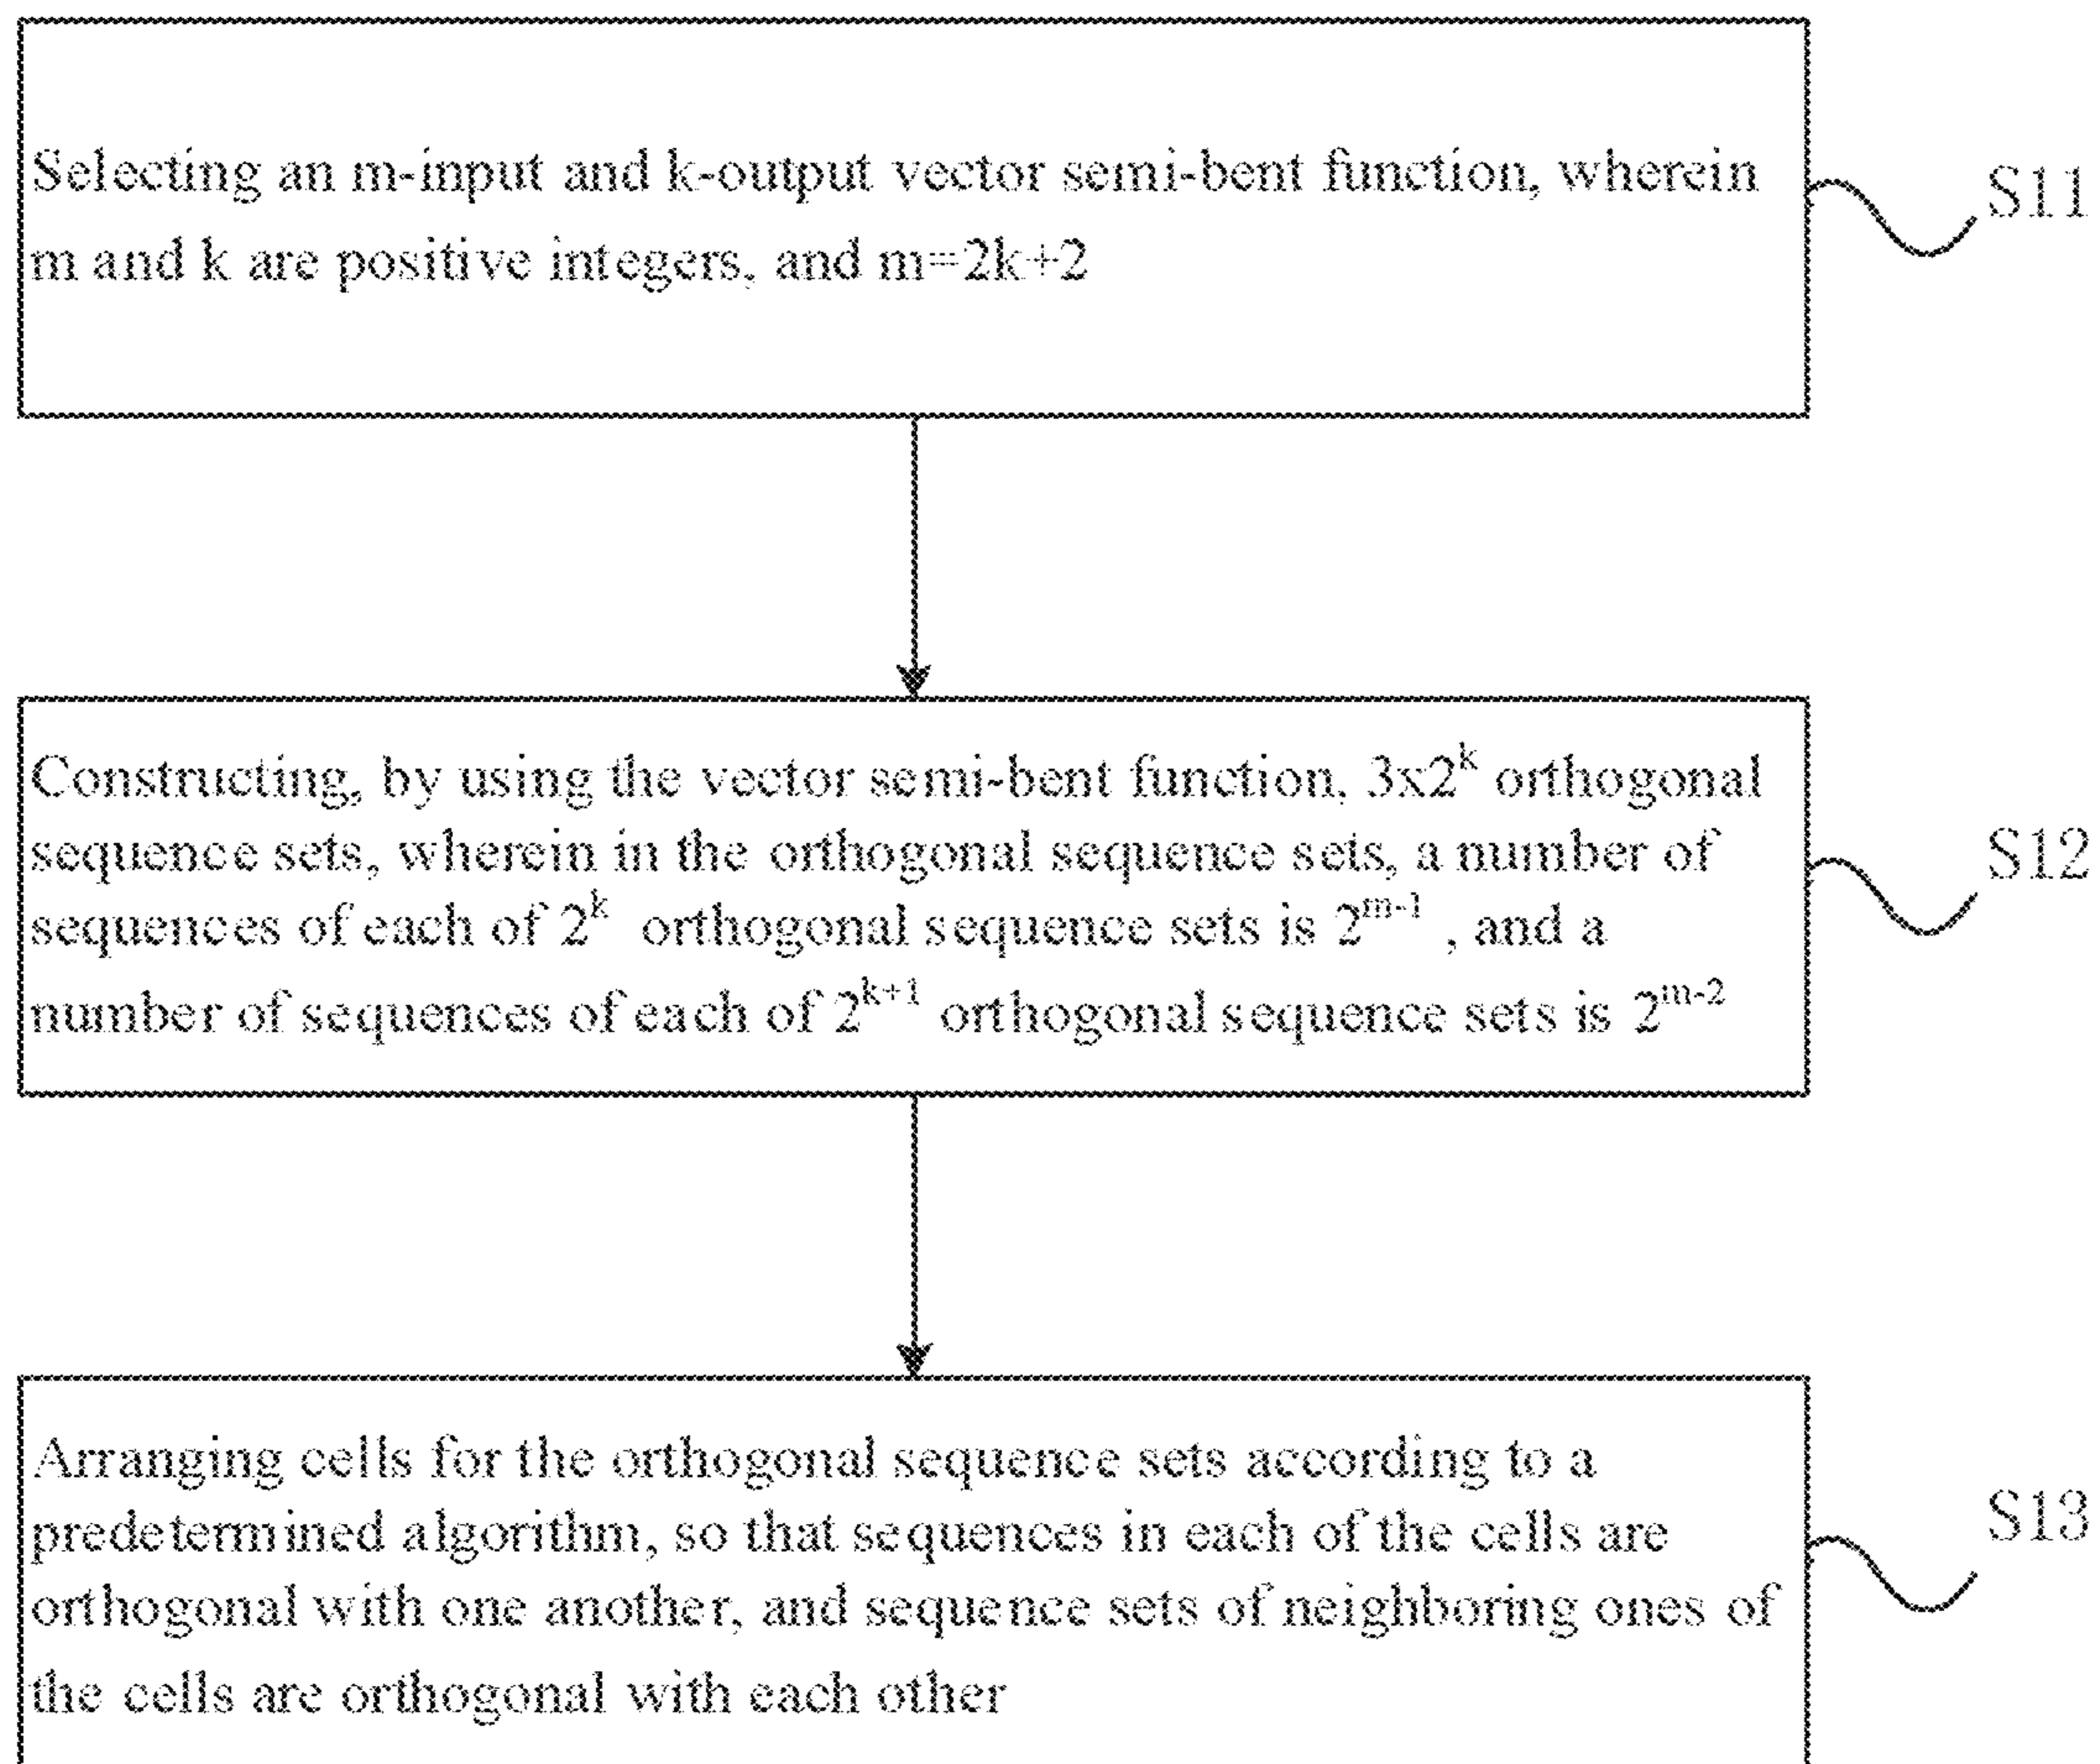 Selecting an m-input and k-output vector semi-bent function, wherein
m and k are positive integers, and m=2k+2
S11
Constructing, by using the vector semi-bent function, 3x2^k orthogonal
sequence sets, wherein in the orthogonal sequence sets, a number of
sequences of each of 2^k orthogonal sequence sets is 2^m-1 , and a
number of sequences of each of 2^k+1 orthogonal sequence sets is 2^m-2
S12
Arranging cells for the orthogonal sequence sets according to a
predetermined algorithm, so that sequences in each of the cells are
orthogonal with one another, and sequence sets of neighboring ones of
the cells are orthogonal with each other
S13